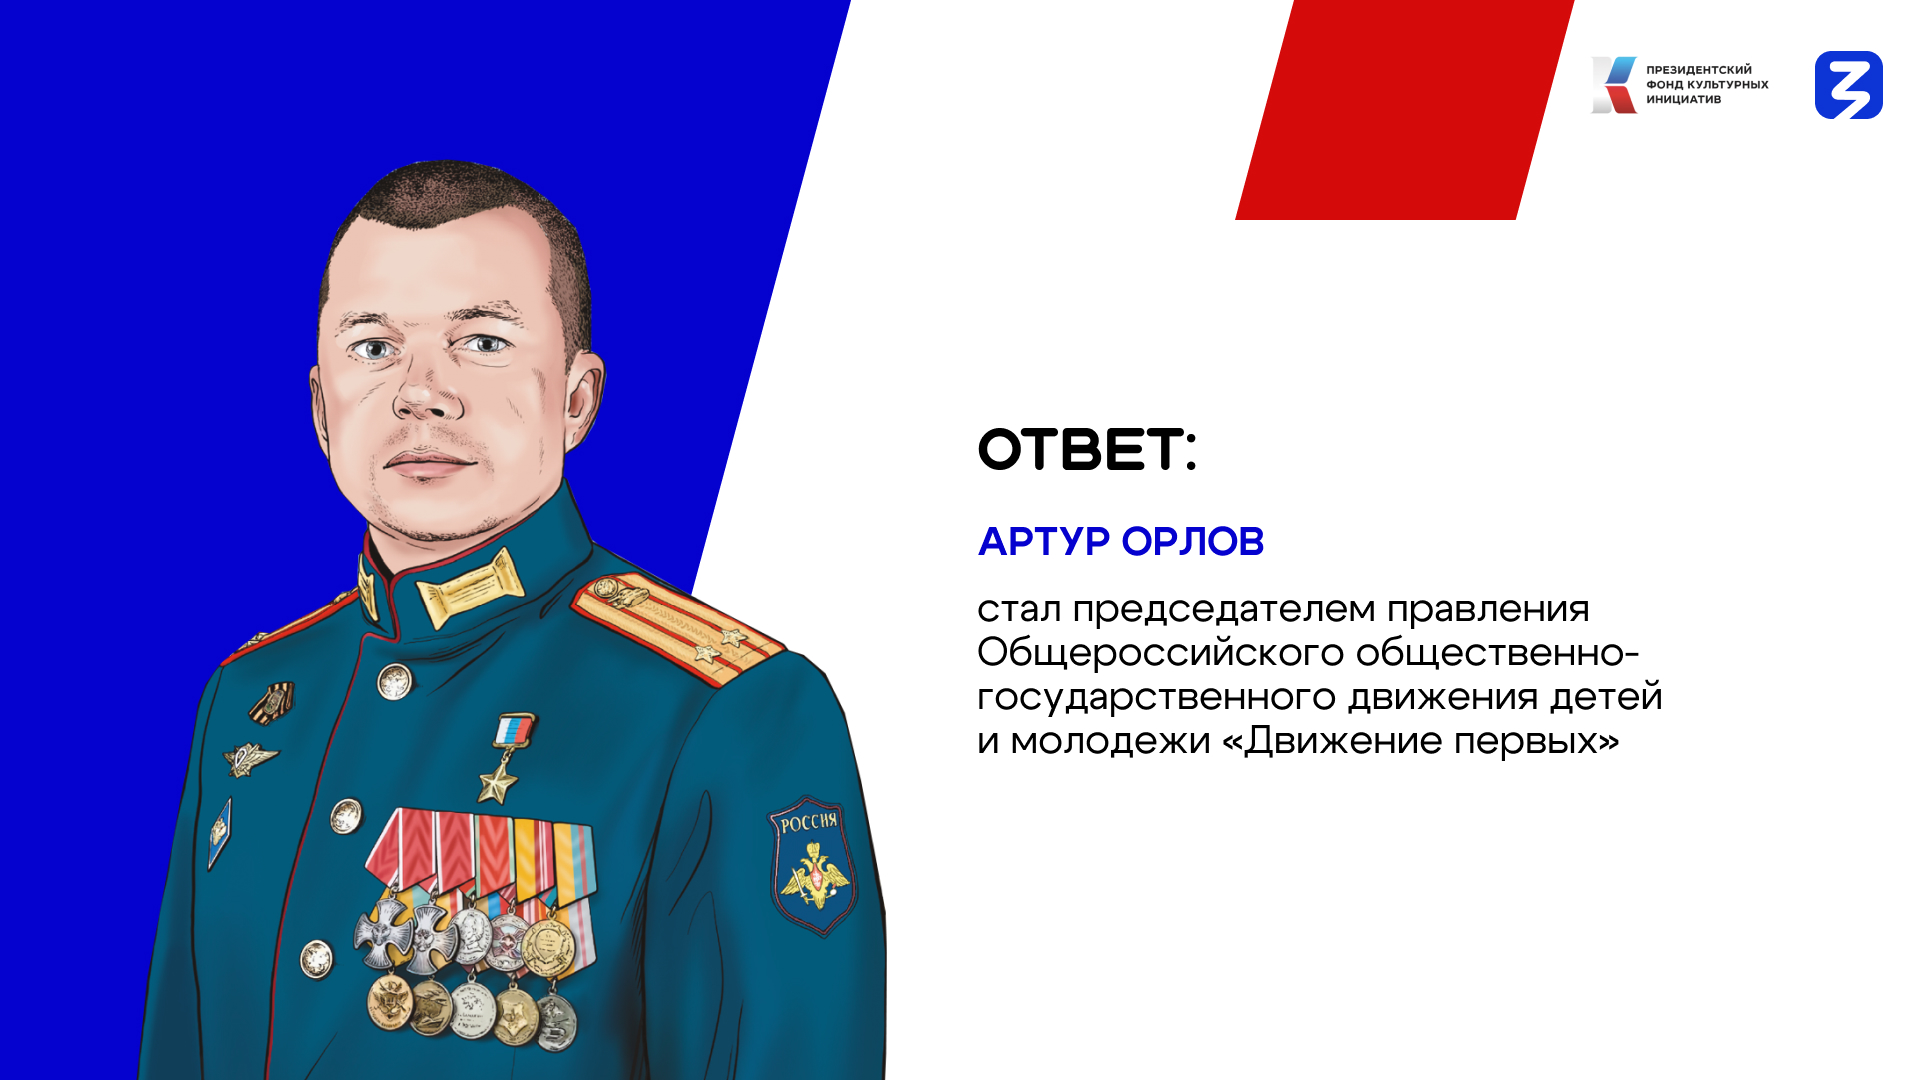 ПРЕЗИДЕНТСКИЙ
ФОНД КУЛЬТУРНЫХ
ИНИЦИАТИВ
ОТВЕТ:
АРТУР ОРЛОВ
стал председателем правления
Общероссийского общественно-
государственного движения детей
и молодежи «Движение первых»
РОССИЯ